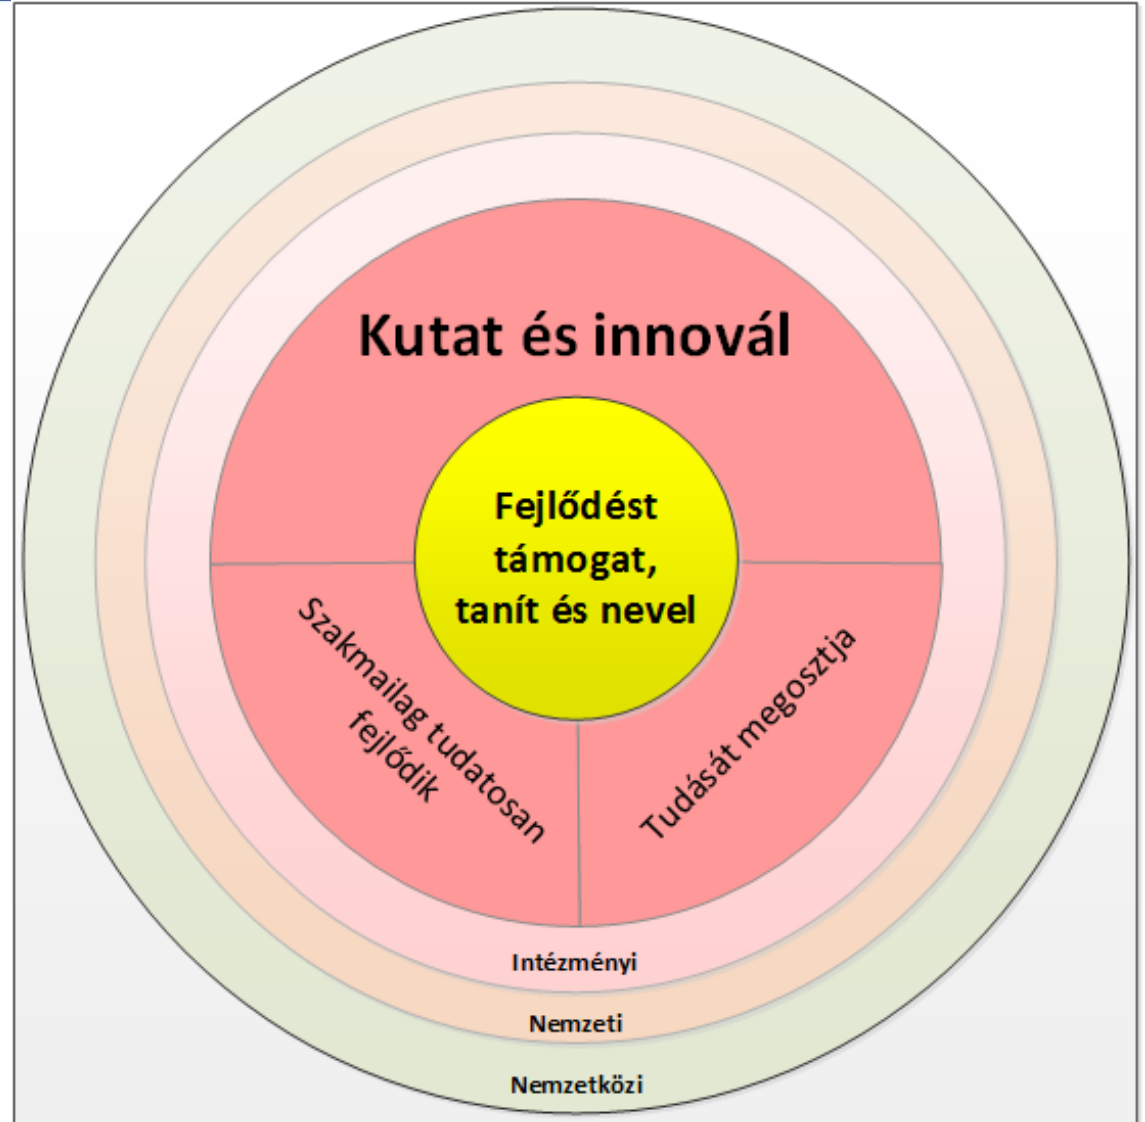 Kutat és innovál
Fejlődést
támogat,
tanít és nevel
Szakmailag tudatosan
fejlődik
Tudását megosztja
Intézményi
Nemzeti
Nemzetközi